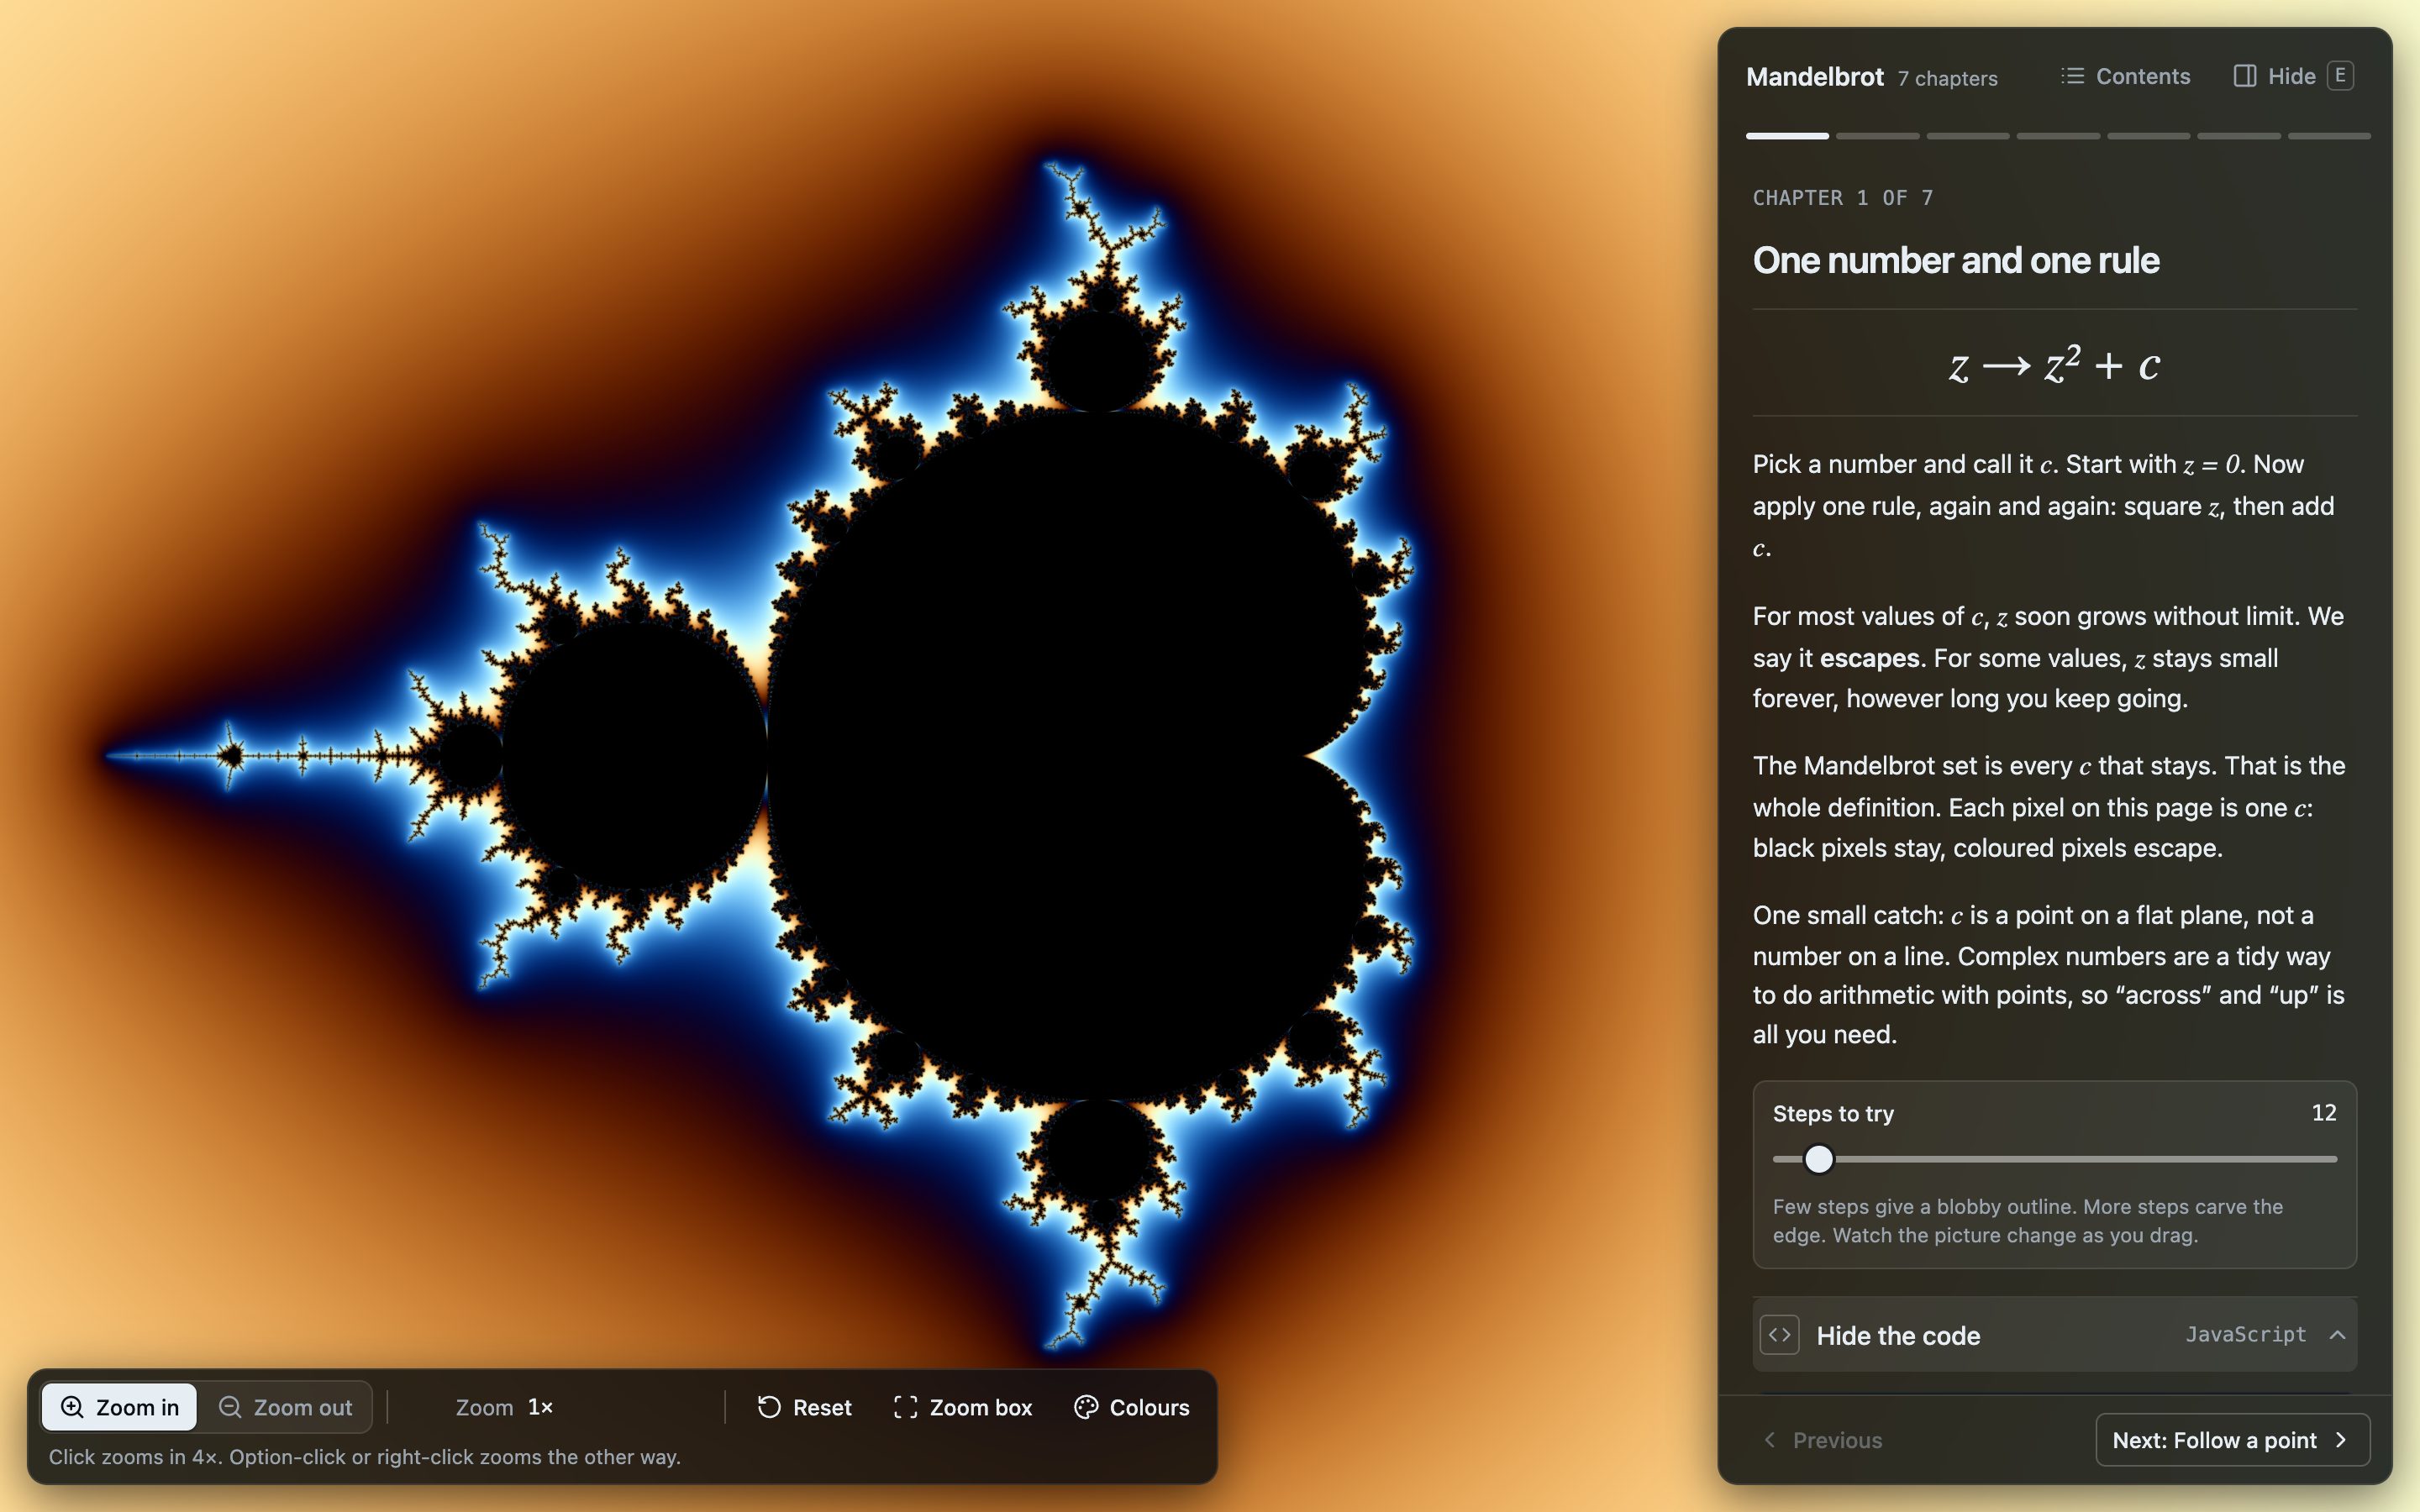 Mandelbrot 7 chapters Contents Hide E
CHAPTER 1 OF 7
One number and one rule
z ⟶ z² + c
Pick a number and call it c. Start with z = 0. Now
apply one rule, again and again: square z, then add
c.
For most values of c, z soon grows without limit. We
say it escapes. For some values, z stays small
forever, however long you keep going.
The Mandelbrot set is every c that stays. That is the
whole definition. Each pixel on this page is one c:
black pixels stay, coloured pixels escape.
One small catch: c is a point on a flat plane, not a
number on a line. Complex numbers are a tidy way
to do arithmetic with points, so “across” and “up” is
all you need.
Steps to try 12
Few steps give a blobby outline. More steps carve the
edge. Watch the picture change as you drag.
Hide the code JavaScript
Previous Next: Follow a point
Zoom in Zoom out Zoom 1× Reset Zoom box Colours
Click zooms in 4×. Option-click or right-click zooms the other way.